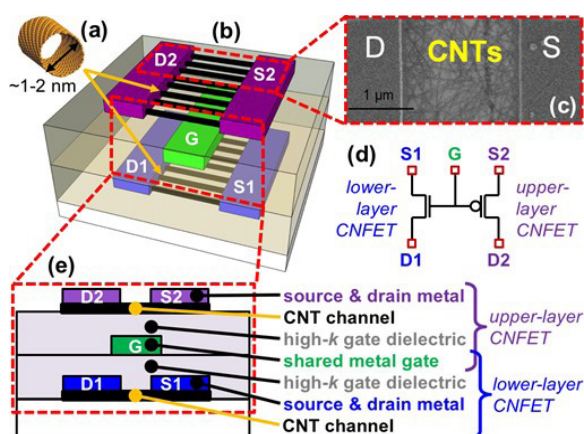 (a)
~1-2 nm
(b)
D2
S2
G
D1
S1
D
CNTs
S
1 μm
(c)
(d)
S1
G
S2
lower-
layer
CNFET
upper-
layer
CNFET
D1
D2
(e)
D2
S2
G
D1
S1
source & drain metal
CNT channel
high-k gate dielectric
shared metal gate
high-k gate dielectric
source & drain metal
CNT channel
upper-layer
CNFET
lower-layer
CNFET